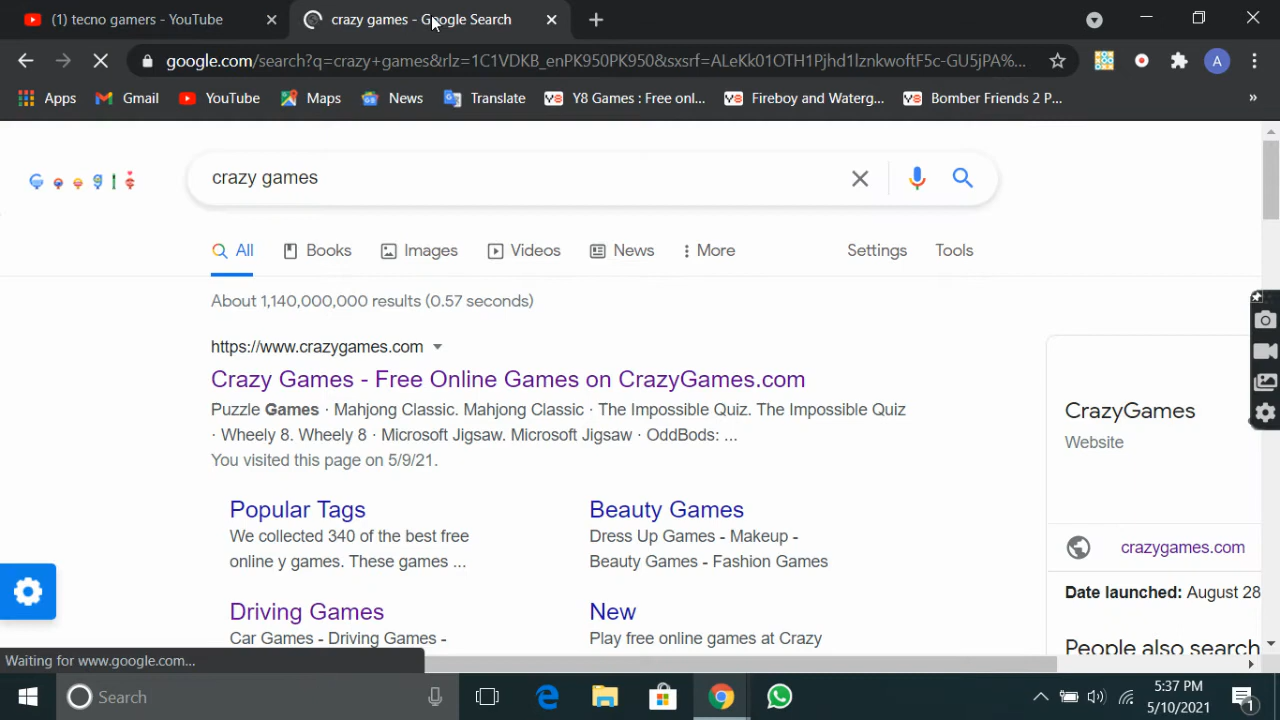 (1) tecno gamers - YouTube
crazy games - Google Search
google.com/search?q=crazy+games&rlz=1C1VDKB_enPK950PK950&sxsrf=ALeKk01OTH1Pjhd1lznkwoftF5c-GU5jPA%...
A
Apps
Gmail
YouTube
Maps
News
Translate
Y8 Games : Free onl...
Fireboy and Waterg...
Bomber Friends 2 P...
»
crazy games
All
Books
Images
Videos
News
More
Settings
Tools
About 1,140,000,000 results (0.57 seconds)
https://www.crazygames.com
Crazy Games - Free Online Games on CrazyGames.com
Puzzle Games · Mahjong Classic. Mahjong Classic · The Impossible Quiz. The Impossible Quiz
· Wheely 8. Wheely 8 · Microsoft Jigsaw. Microsoft Jigsaw · OddBods: ...
You visited this page on 5/9/21.
Popular Tags
We collected 340 of the best free
online y games. These games ...
Beauty Games
Dress Up Games - Makeup -
Beauty Games - Fashion Games
Driving Games
Car Games - Driving Games -
New
Play free online games at Crazy
CrazyGames
Website
crazygames.com
Date launched: August 28
People also search
Waiting for www.google.com...
Search
5:37 PM
5/10/2021
1